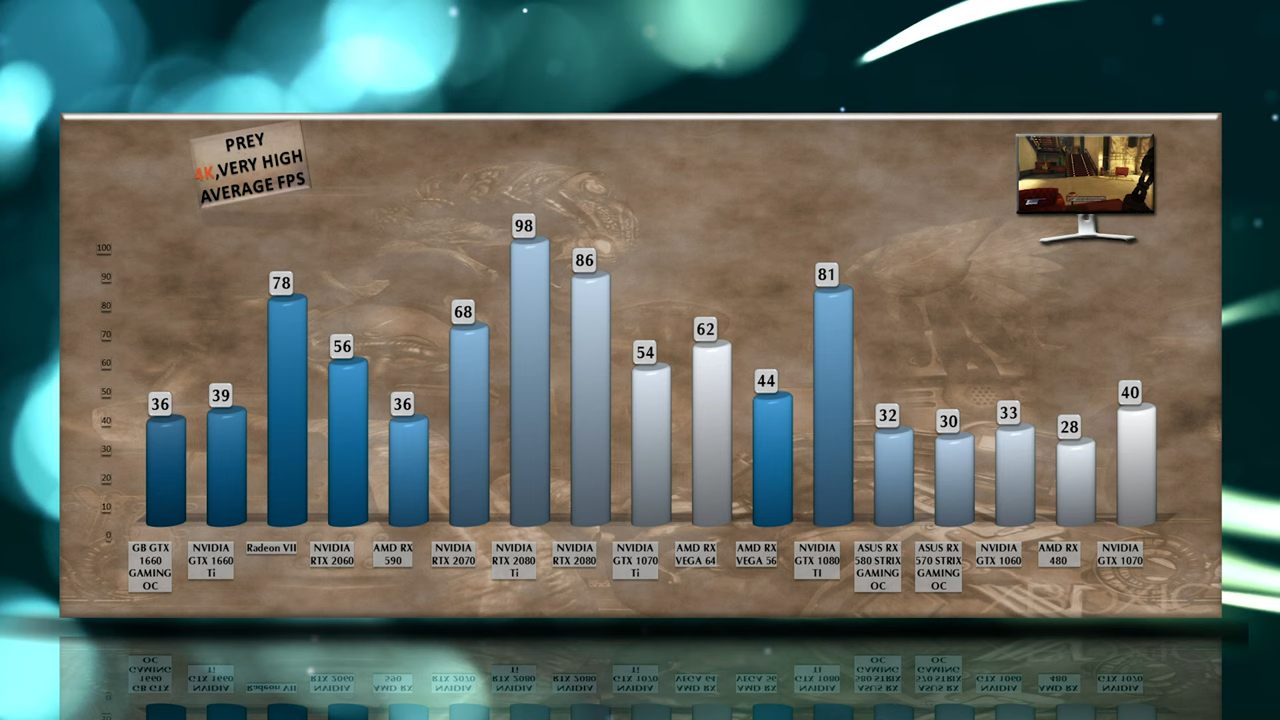 PREY
4K,VERY HIGH
AVERAGE FPS
100
90
80
70
60
50
40
30
20
10
0
36
39
78
56
36
68
98
86
54
62
44
81
32
30
33
28
40
GB GTX
1660
GAMING
OC
NVIDIA
GTX 1660
Ti
Radeon VII
NVIDIA
RTX 2060
AMD RX
590
NVIDIA
RTX 2070
NVIDIA
RTX 2080
Ti
NVIDIA
RTX 2080
NVIDIA
GTX 1070
Ti
AMD RX
VEGA 64
AMD RX
VEGA 56
NVIDIA
GTX 1080
TI
ASUS RX
580 STRIX
GAMING
OC
ASUS RX
570 STRIX
GAMING
OC
NVIDIA
GTX 1060
AMD RX
480
NVIDIA
GTX 1070